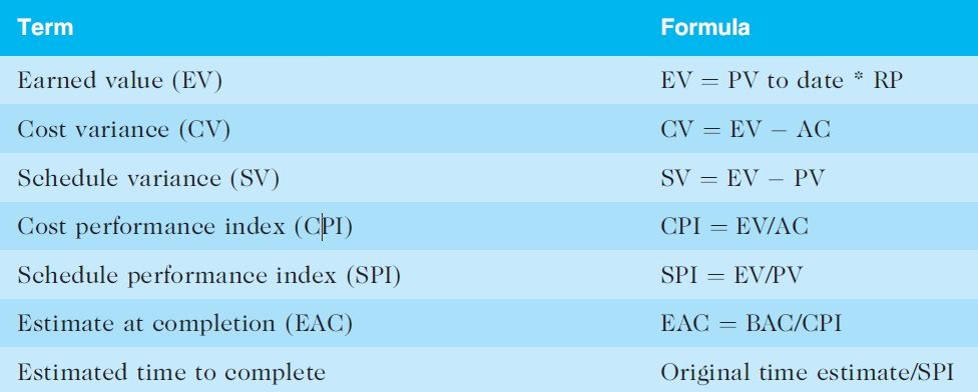 Term Formula
Earned value (EV) EV = PV to date * RP
Cost variance (CV) CV = EV − AC
Schedule variance (SV) SV = EV − PV
Cost performance index (CPI) CPI = EV/AC
Schedule performance index (SPI) SPI = EV/PV
Estimate at completion (EAC) EAC = BAC/CPI
Estimated time to complete Original time estimate/SPI